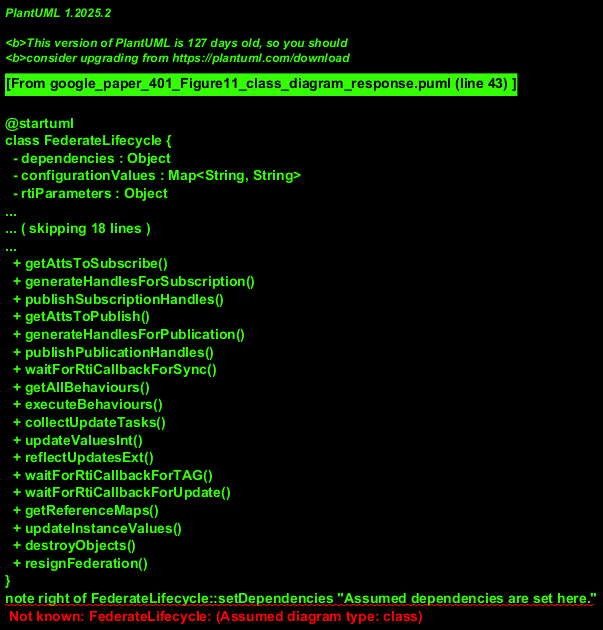 PlantUML 1.2025.2
<b>This version of PlantUML is 127 days old, so you should
<b>consider upgrading from https://plantuml.com/download
[From google_paper_401_Figure11_class_diagram_response.puml (line 43) ]
@startuml
class FederateLifecycle {
- dependencies : Object
- configurationValues : Map<String, String>
- rtiParameters : Object
...
... ( skipping 18 lines )
...
+ getAttsToSubscribe()
+ generateHandlesForSubscription()
+ publishSubscriptionHandles()
+ getAttsToPublish()
+ generateHandlesForPublication()
+ publishPublicationHandles()
+ waitForRtiCallbackForSync()
+ getAllBehaviours()
+ executeBehaviours()
+ collectUpdateTasks()
+ updateValuesInt()
+ reflectUpdatesExt()
+ waitForRtiCallbackForTAG()
+ waitForRtiCallbackForUpdate()
+ getReferenceMaps()
+ updateInstanceValues()
+ destroyObjects()
+ resignFederation()
}
note right of FederateLifecycle::setDependencies "Assumed dependencies are set here."
Not known: FederateLifecycle: (Assumed diagram type: class)